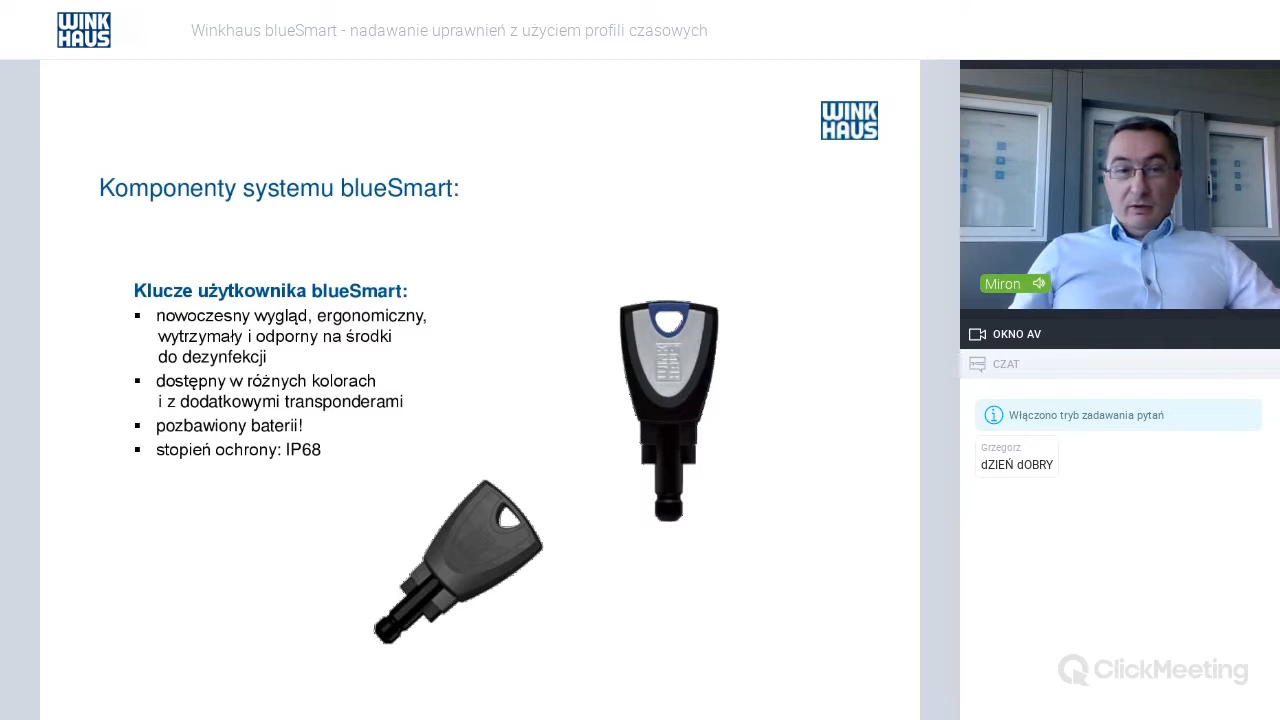 WINK
HAUS
Winkhaus blueSmart - nadawanie uprawnień z użyciem profili czasowych
WINK
HAUS
Komponenty systemu blueSmart:
Klucze użytkownika blueSmart:
▪ nowoczesny wygląd, ergonomiczny,
wytrzymały i odporny na środki
do dezynfekcji
▪ dostępny w różnych kolorach
i z dodatkowymi transponderami
▪ pozbawiony baterii!
▪ stopień ochrony: IP68
Miron
OKNO AV
CZAT
Włączono tryb zadawania pytań
Grzegorz
dZIEŃ dOBRY
ClickMeeting